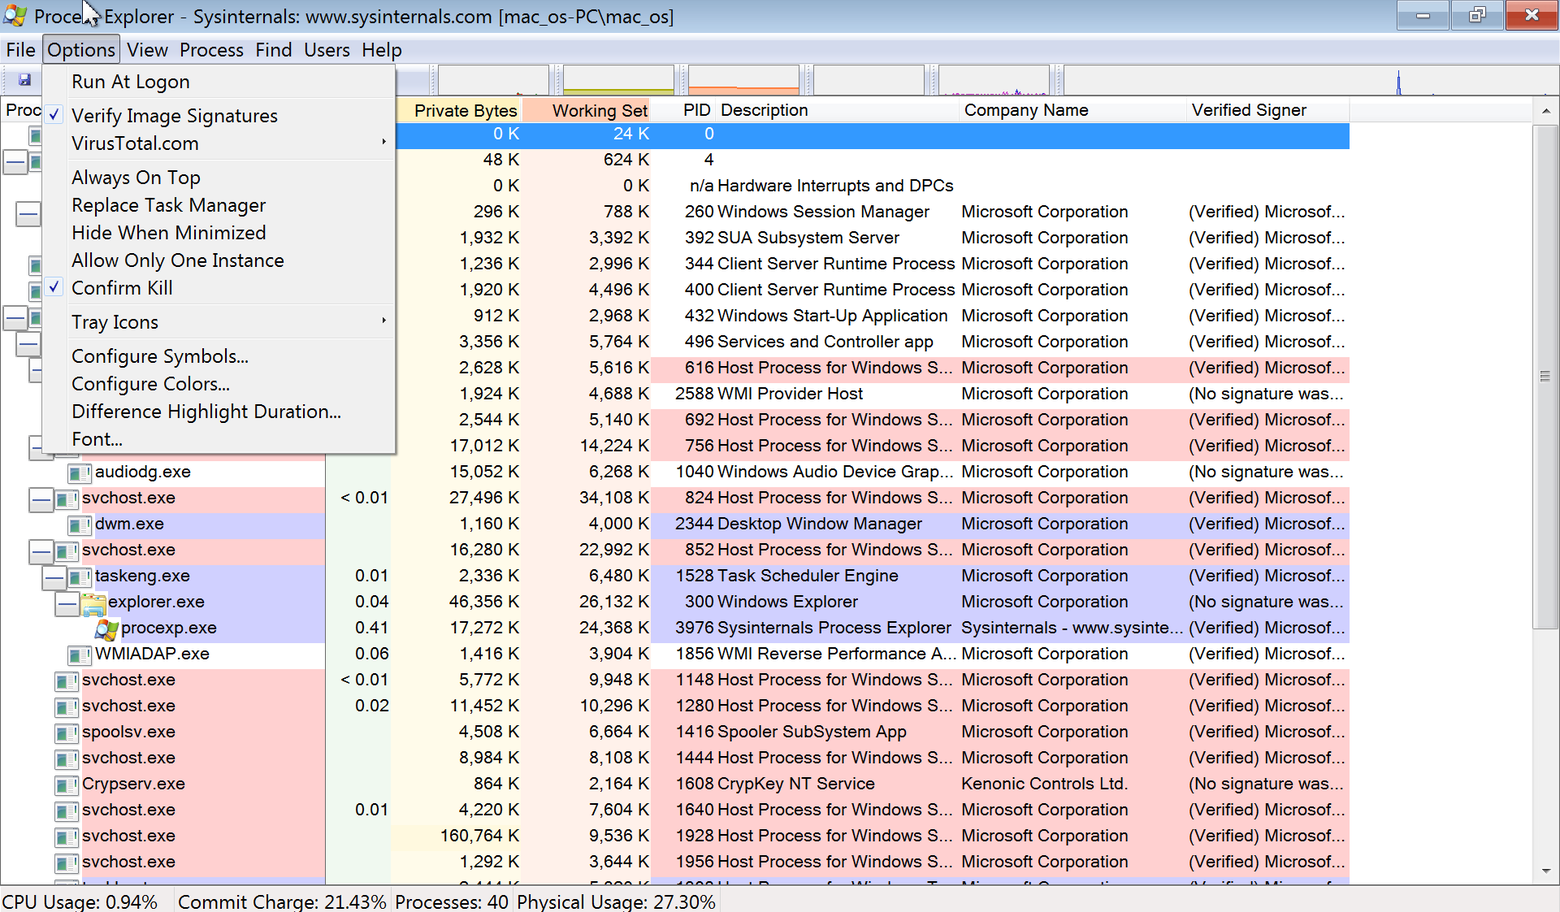 Process Explorer - Sysinternals: www.sysinternals.com [mac_os-PC\mac_os]
File Options View Process Find Users Help
Run At Logon
Verify Image Signatures
VirusTotal.com
Always On Top
Replace Task Manager
Hide When Minimized
Allow Only One Instance
Confirm Kill
Tray Icons
Configure Symbols...
Configure Colors...
Difference Highlight Duration...
Font...
Proc Private Bytes Working Set PID Description Company Name Verified Signer
0 K 24 K 0
48 K 624 K 4
0 K 0 K n/a Hardware Interrupts and DPCs
296 K 788 K 260 Windows Session Manager Microsoft Corporation (Verified) Microsof...
1,932 K 3,392 K 392 SUA Subsystem Server Microsoft Corporation (Verified) Microsof...
1,236 K 2,996 K 344 Client Server Runtime Process Microsoft Corporation (Verified) Microsof...
1,920 K 4,496 K 400 Client Server Runtime Process Microsoft Corporation (Verified) Microsof...
912 K 2,968 K 432 Windows Start-Up Application Microsoft Corporation (Verified) Microsof...
3,356 K 5,764 K 496 Services and Controller app Microsoft Corporation (Verified) Microsof...
2,628 K 5,616 K 616 Host Process for Windows S... Microsoft Corporation (Verified) Microsof...
1,924 K 4,688 K 2588 WMI Provider Host Microsoft Corporation (No signature was...
2,544 K 5,140 K 692 Host Process for Windows S... Microsoft Corporation (Verified) Microsof...
17,012 K 14,224 K 756 Host Process for Windows S... Microsoft Corporation (Verified) Microsof...
audiodg.exe 15,052 K 6,268 K 1040 Windows Audio Device Grap... Microsoft Corporation (No signature was...
svchost.exe < 0.01 27,496 K 34,108 K 824 Host Process for Windows S... Microsoft Corporation (Verified) Microsof...
dwm.exe 1,160 K 4,000 K 2344 Desktop Window Manager Microsoft Corporation (Verified) Microsof...
svchost.exe 16,280 K 22,992 K 852 Host Process for Windows S... Microsoft Corporation (Verified) Microsof...
taskeng.exe 0.01 2,336 K 6,480 K 1528 Task Scheduler Engine Microsoft Corporation (Verified) Microsof...
explorer.exe 0.04 46,356 K 26,132 K 300 Windows Explorer Microsoft Corporation (No signature was...
procexp.exe 0.41 17,272 K 24,368 K 3976 Sysinternals Process Explorer Sysinternals - www.sysinte... (Verified) Microsof...
WMIADAP.exe 0.06 1,416 K 3,904 K 1856 WMI Reverse Performance A... Microsoft Corporation (Verified) Microsof...
svchost.exe < 0.01 5,772 K 9,948 K 1148 Host Process for Windows S... Microsoft Corporation (Verified) Microsof...
svchost.exe 0.02 11,452 K 10,296 K 1280 Host Process for Windows S... Microsoft Corporation (Verified) Microsof...
spoolsv.exe 4,508 K 6,664 K 1416 Spooler SubSystem App Microsoft Corporation (Verified) Microsof...
svchost.exe 8,984 K 8,108 K 1444 Host Process for Windows S... Microsoft Corporation (Verified) Microsof...
Crypserv.exe 864 K 2,164 K 1608 CrypKey NT Service Kenonic Controls Ltd. (No signature was...
svchost.exe 0.01 4,220 K 7,604 K 1640 Host Process for Windows S... Microsoft Corporation (Verified) Microsof...
svchost.exe 160,764 K 9,536 K 1928 Host Process for Windows S... Microsoft Corporation (Verified) Microsof...
svchost.exe 1,292 K 3,644 K 1956 Host Process for Windows S... Microsoft Corporation (Verified) Microsof...
CPU Usage: 0.94% Commit Charge: 21.43% Processes: 40 Physical Usage: 27.30%